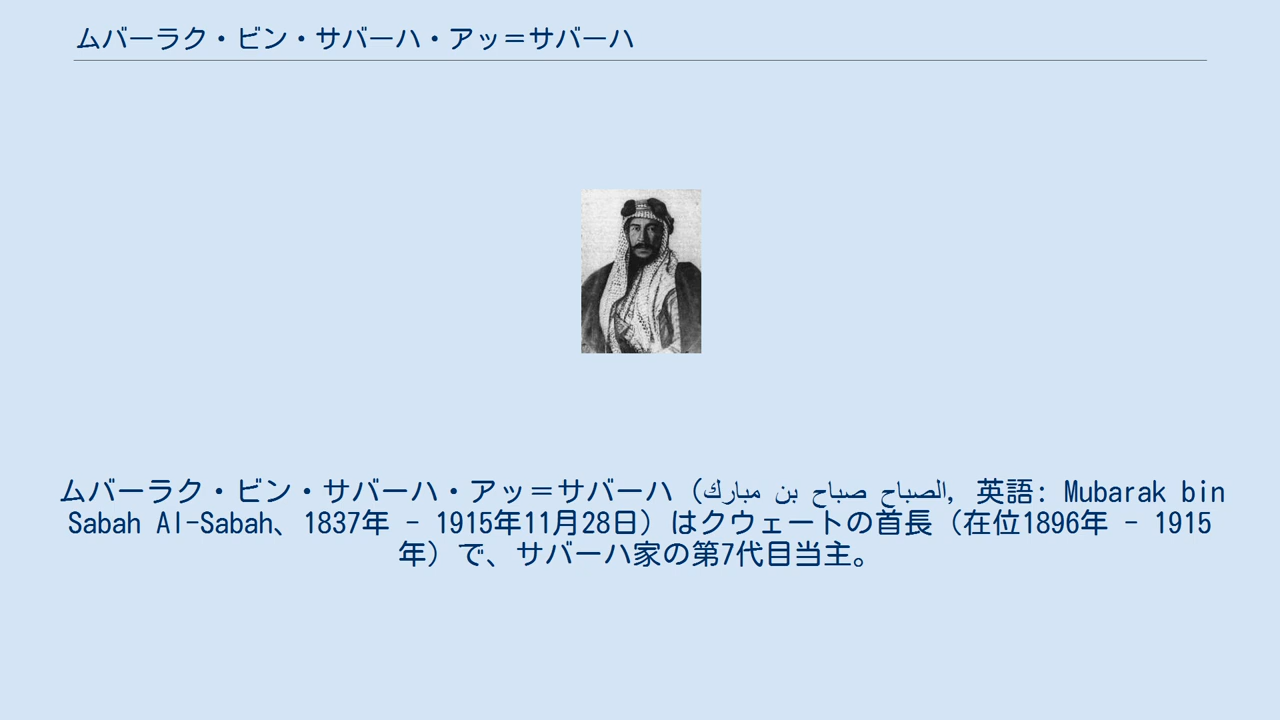 ムバーラク・ビン・サバーハ・アッ＝サバーハ
ムバーラク・ビン・サバーハ・アッ＝サバーハ（الصباح صباح بن مبارك, 英語: Mubarak bin
Sabah Al-Sabah、1837年 - 1915年11月28日）はクウェートの首長（在位1896年 - 1915
年）で、サバーハ家の第7代目当主。